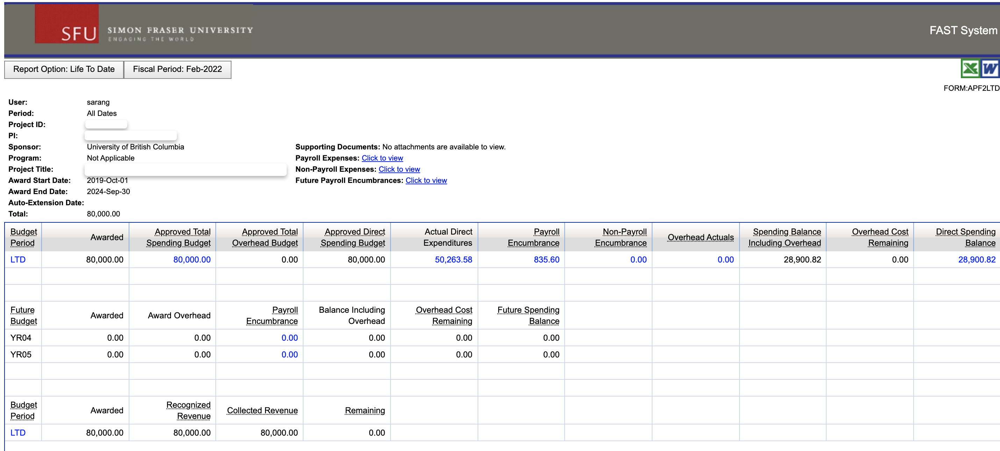 SFU SIMON FRASER UNIVERSITY
ENGAGING THE WORLD
FAST System
Report Option: Life To Date Fiscal Period: Feb-2022
FORM:APF2LTD
User: sarang
Period: All Dates
Project ID:
PI:
Sponsor: University of British Columbia Supporting Documents: No attachments are available to view.
Program: Not Applicable Payroll Expenses: Click to view
Project Title: Non-Payroll Expenses: Click to view
Award Start Date: 2019-Oct-01 Future Payroll Encumbrances: Click to view
Award End Date: 2024-Sep-30
Auto-Extension Date:
Total: 80,000.00
Budget Period Awarded Approved Total Spending Budget Approved Total Overhead Budget Approved Direct Spending Budget Actual Direct Expenditures Payroll Encumbrance Non-Payroll Encumbrance Overhead Actuals Spending Balance Including Overhead Overhead Cost Remaining Direct Spending Balance
LTD 80,000.00 80,000.00 0.00 80,000.00 50,263.58 835.60 0.00 0.00 28,900.82 0.00 28,900.82
Future Budget Awarded Award Overhead Payroll Encumbrance Balance Including Overhead Overhead Cost Remaining Future Spending Balance
YR04 0.00 0.00 0.00 0.00 0.00 0.00
YR05 0.00 0.00 0.00 0.00 0.00 0.00
Budget Period Awarded Recognized Revenue Collected Revenue Remaining
LTD 80,000.00 80,000.00 80,000.00 0.00